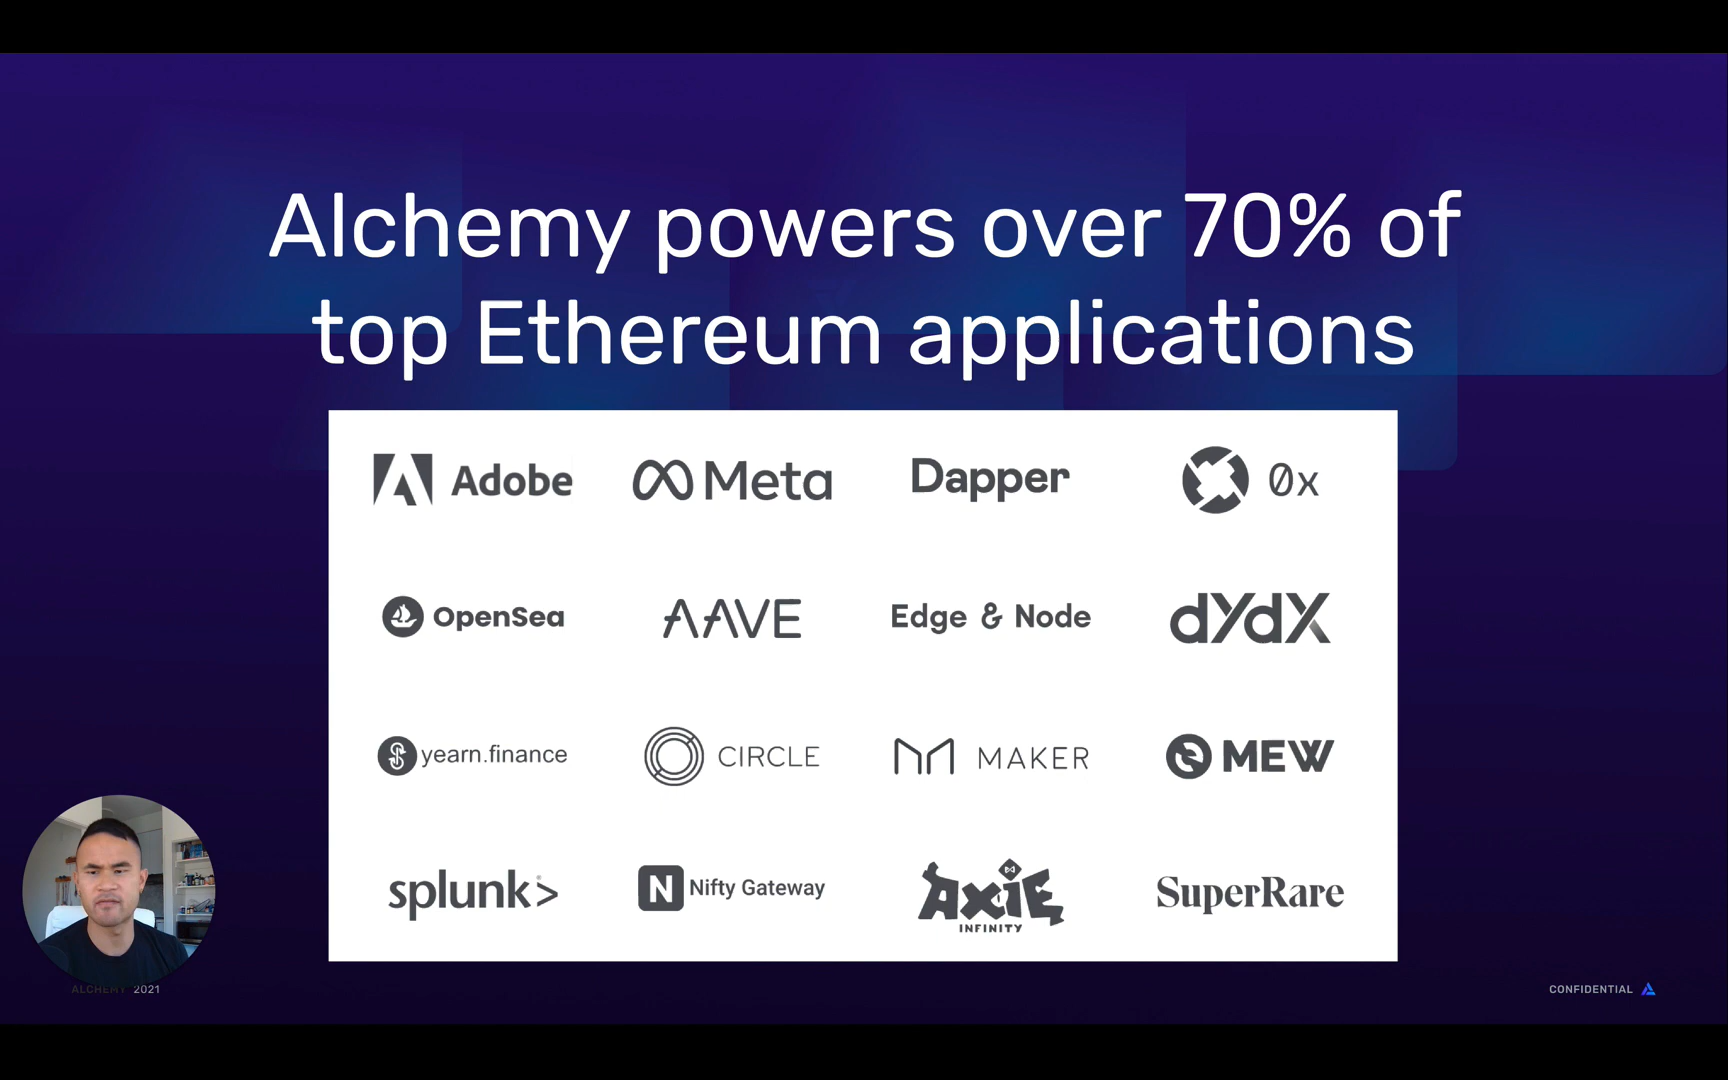 Alchemy powers over 70% of
top Ethereum applications
Adobe
Meta
Dapper
0x
OpenSea
AAVE
Edge & Node
dYdX
yearn.finance
CIRCLE
MAKER
MEW
splunk>
N Nifty Gateway
AXIE
INFINITY
SuperRare
ALCHEMY 2021
CONFIDENTIAL